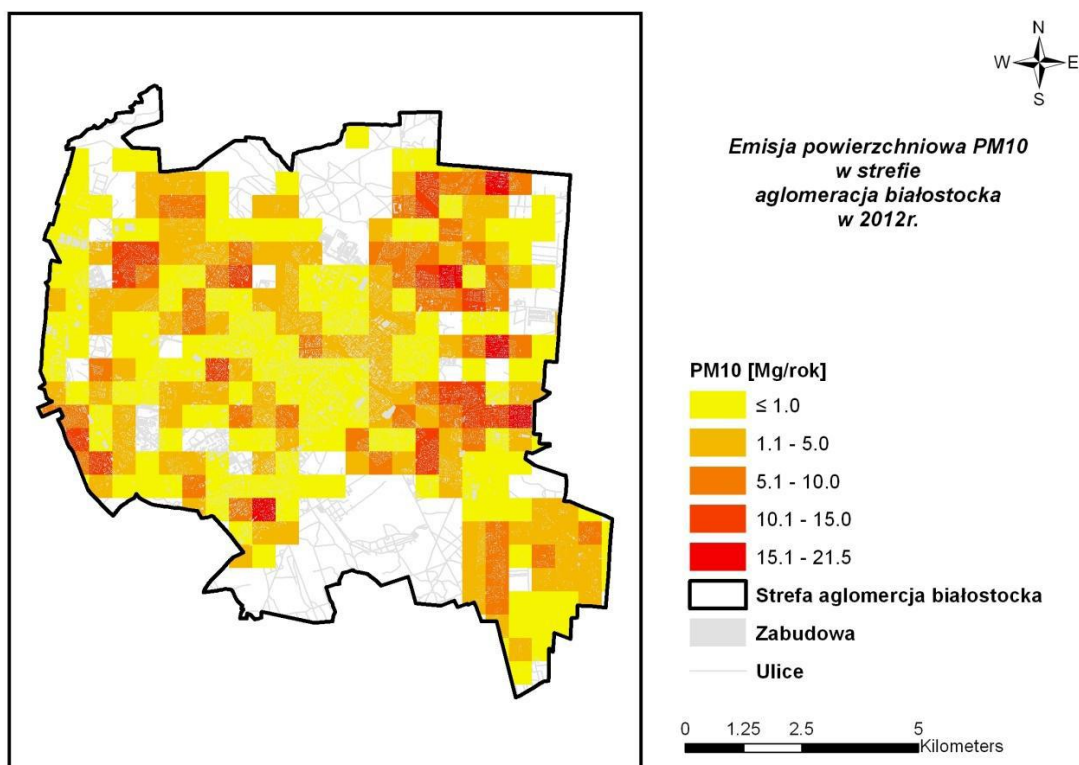 N
W E
S
Emisja powierzchniowa PM10
w strefie
aglomeracja białostocka
w 2012r.
PM10 [Mg/rok]
≤ 1.0
1.1 - 5.0
5.1 - 10.0
10.1 - 15.0
15.1 - 21.5
Strefa aglomercja białostocka
Zabudowa
Ulice
0 1.25 2.5 5
Kilometers